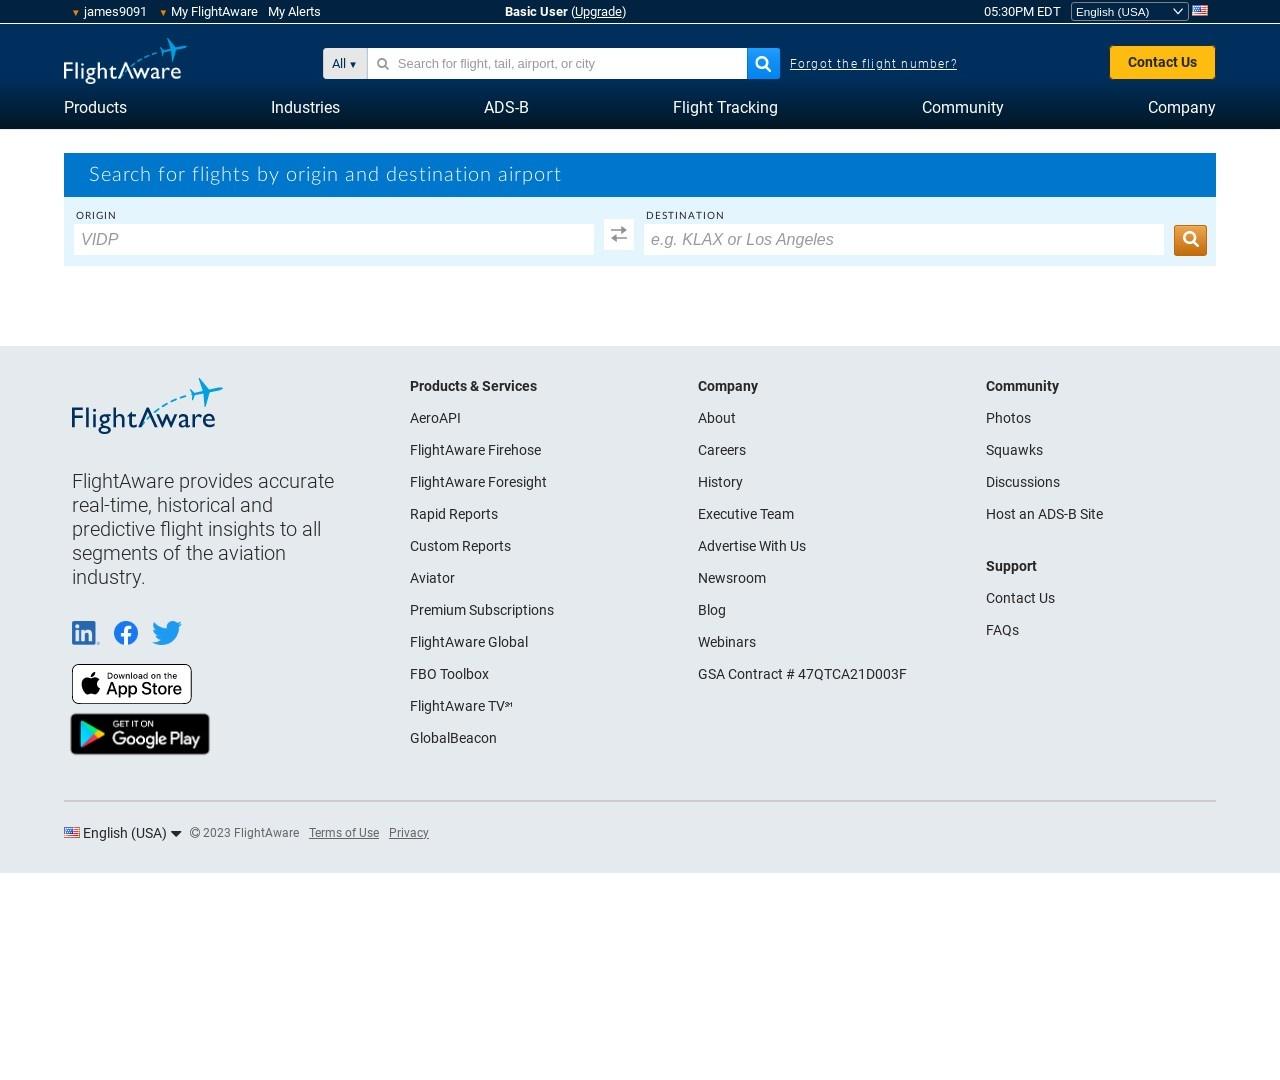 ▼ james9091 ▼ My FlightAware My Alerts Basic User (Upgrade) 05:30PM EDT English (USA)
FlightAware All ▼ Search for flight, tail, airport, or city Forgot the flight number? Contact Us
Products Industries ADS-B Flight Tracking Community Company
Search for flights by origin and destination airport
ORIGIN DESTINATION
VIDP e.g. KLAX or Los Angeles
FlightAware
FlightAware provides accurate
real-time, historical and
predictive flight insights to all
segments of the aviation
industry.
Download on the
App Store
GET IT ON
Google Play
Products & Services
AeroAPI
FlightAware Firehose
FlightAware Foresight
Rapid Reports
Custom Reports
Aviator
Premium Subscriptions
FlightAware Global
FBO Toolbox
FlightAware TV℠
GlobalBeacon
Company
About
Careers
History
Executive Team
Advertise With Us
Newsroom
Blog
Webinars
GSA Contract # 47QTCA21D003F
Community
Photos
Squawks
Discussions
Host an ADS-B Site
Support
Contact Us
FAQs
English (USA) © 2023 FlightAware Terms of Use Privacy